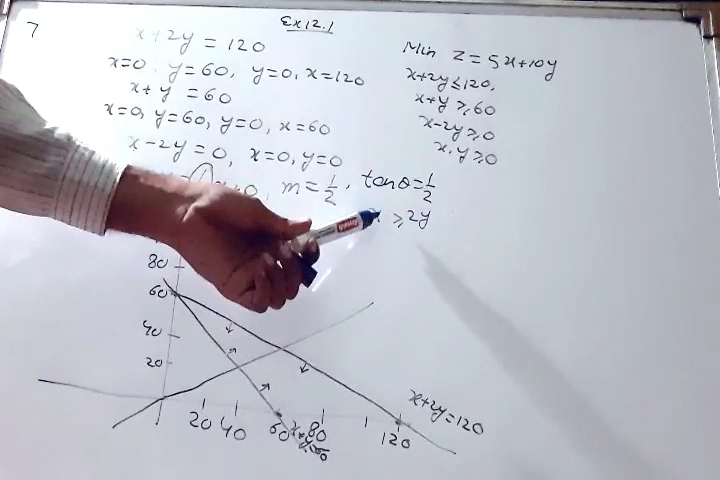 Ex 12.1
7
x+2y = 120
x=0, y=60, y=0, x=120
x+y = 60
x=0, y=60, y=0, x=60
x-2y=0, x=0, y=0
m = 1/2, tanθ = 1/2
≥ 2y
Min Z = 5x+10y
x+2y ≤ 120,
x+y ≥ 60
x-2y ≥ 0
x, y ≥ 0
80
60
40
20
20 40 60 80 120
x+2y=120
x+y=60